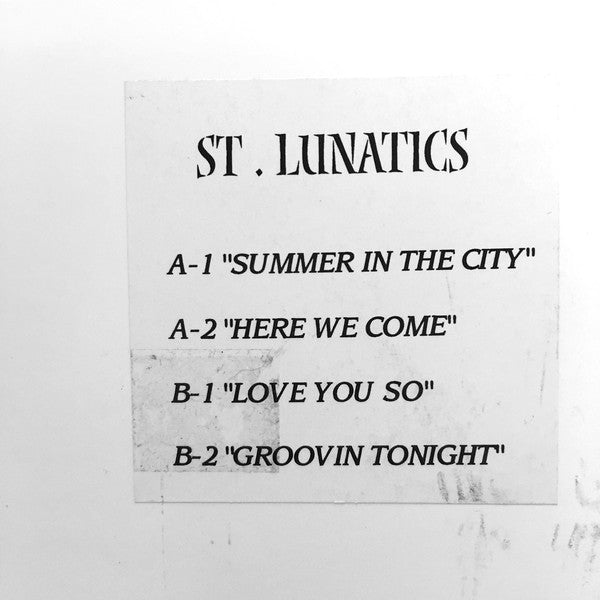 ST . LUNATICS
A-1 "SUMMER IN THE CITY"
A-2 "HERE WE COME"
B-1 "LOVE YOU SO"
B-2 "GROOVIN TONIGHT"